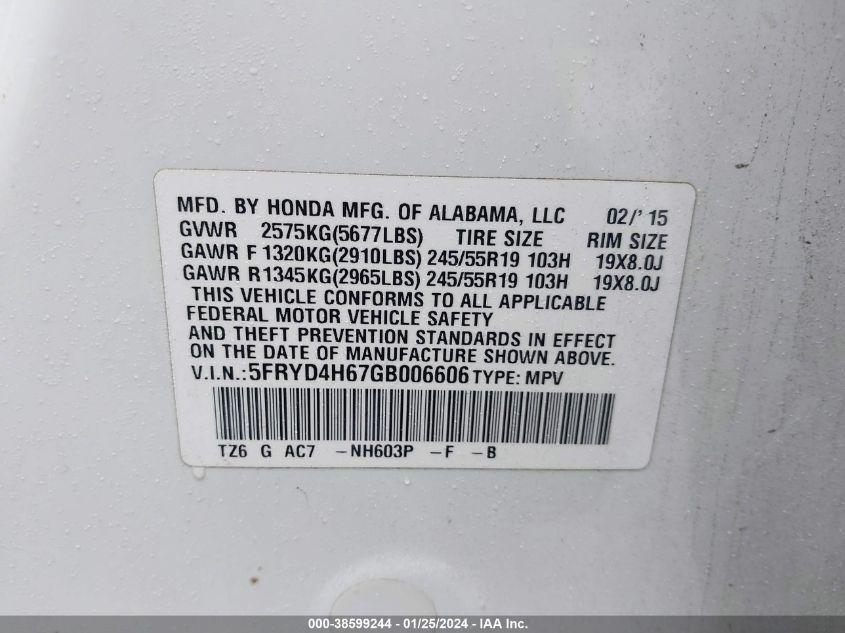 MFD. BY HONDA MFG. OF ALABAMA, LLC 02/' 15
GVWR 2575KG(5677LBS) TIRE SIZE RIM SIZE
GAWR F 1320KG(2910LBS) 245/55R19 103H 19X8.0J
GAWR R1345KG(2965LBS) 245/55R19 103H 19X8.0J
THIS VEHICLE CONFORMS TO ALL APPLICABLE
FEDERAL MOTOR VEHICLE SAFETY
AND THEFT PREVENTION STANDARDS IN EFFECT
ON THE DATE OF MANUFACTURE SHOWN ABOVE.
V.I.N.: 5FRYD4H67GB006606 TYPE: MPV
TZ6 G AC7 -NH603P -F -B
000-38599244 - 01/25/2024 - IAA Inc.